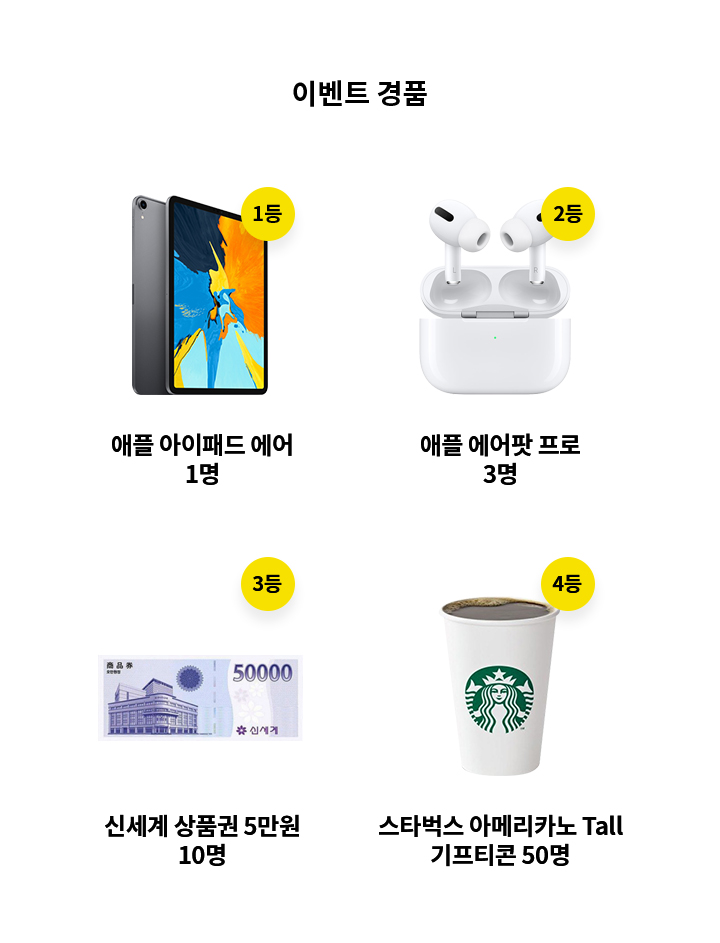 이벤트 경품
1등
2등
애플 아이패드 에어
1명
애플 에어팟 프로
3명
3등
4등
商品券
50000
신세계
신세계 상품권 5만원
10명
스타벅스 아메리카노 Tall
기프티콘 50명